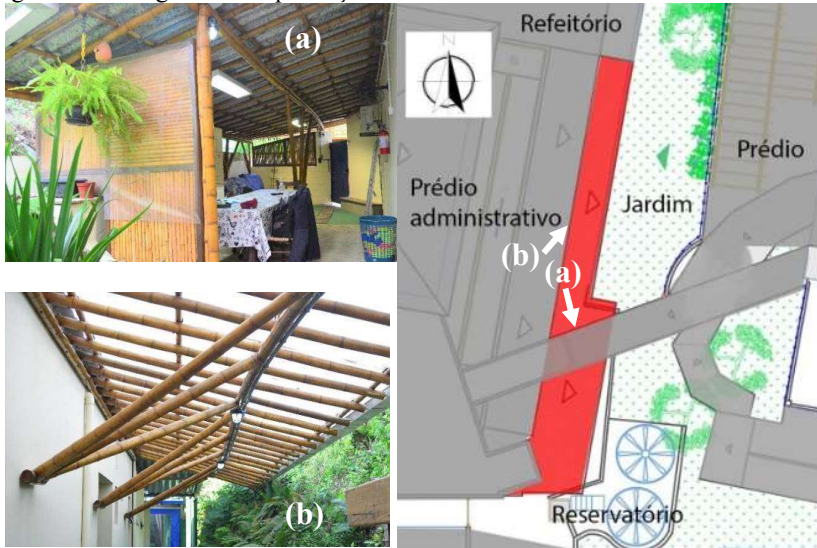 (a)
(b)
N
Refeitório
Prédio
administrativo
Prédio
Jardim
(b)
(a)
Reservatório